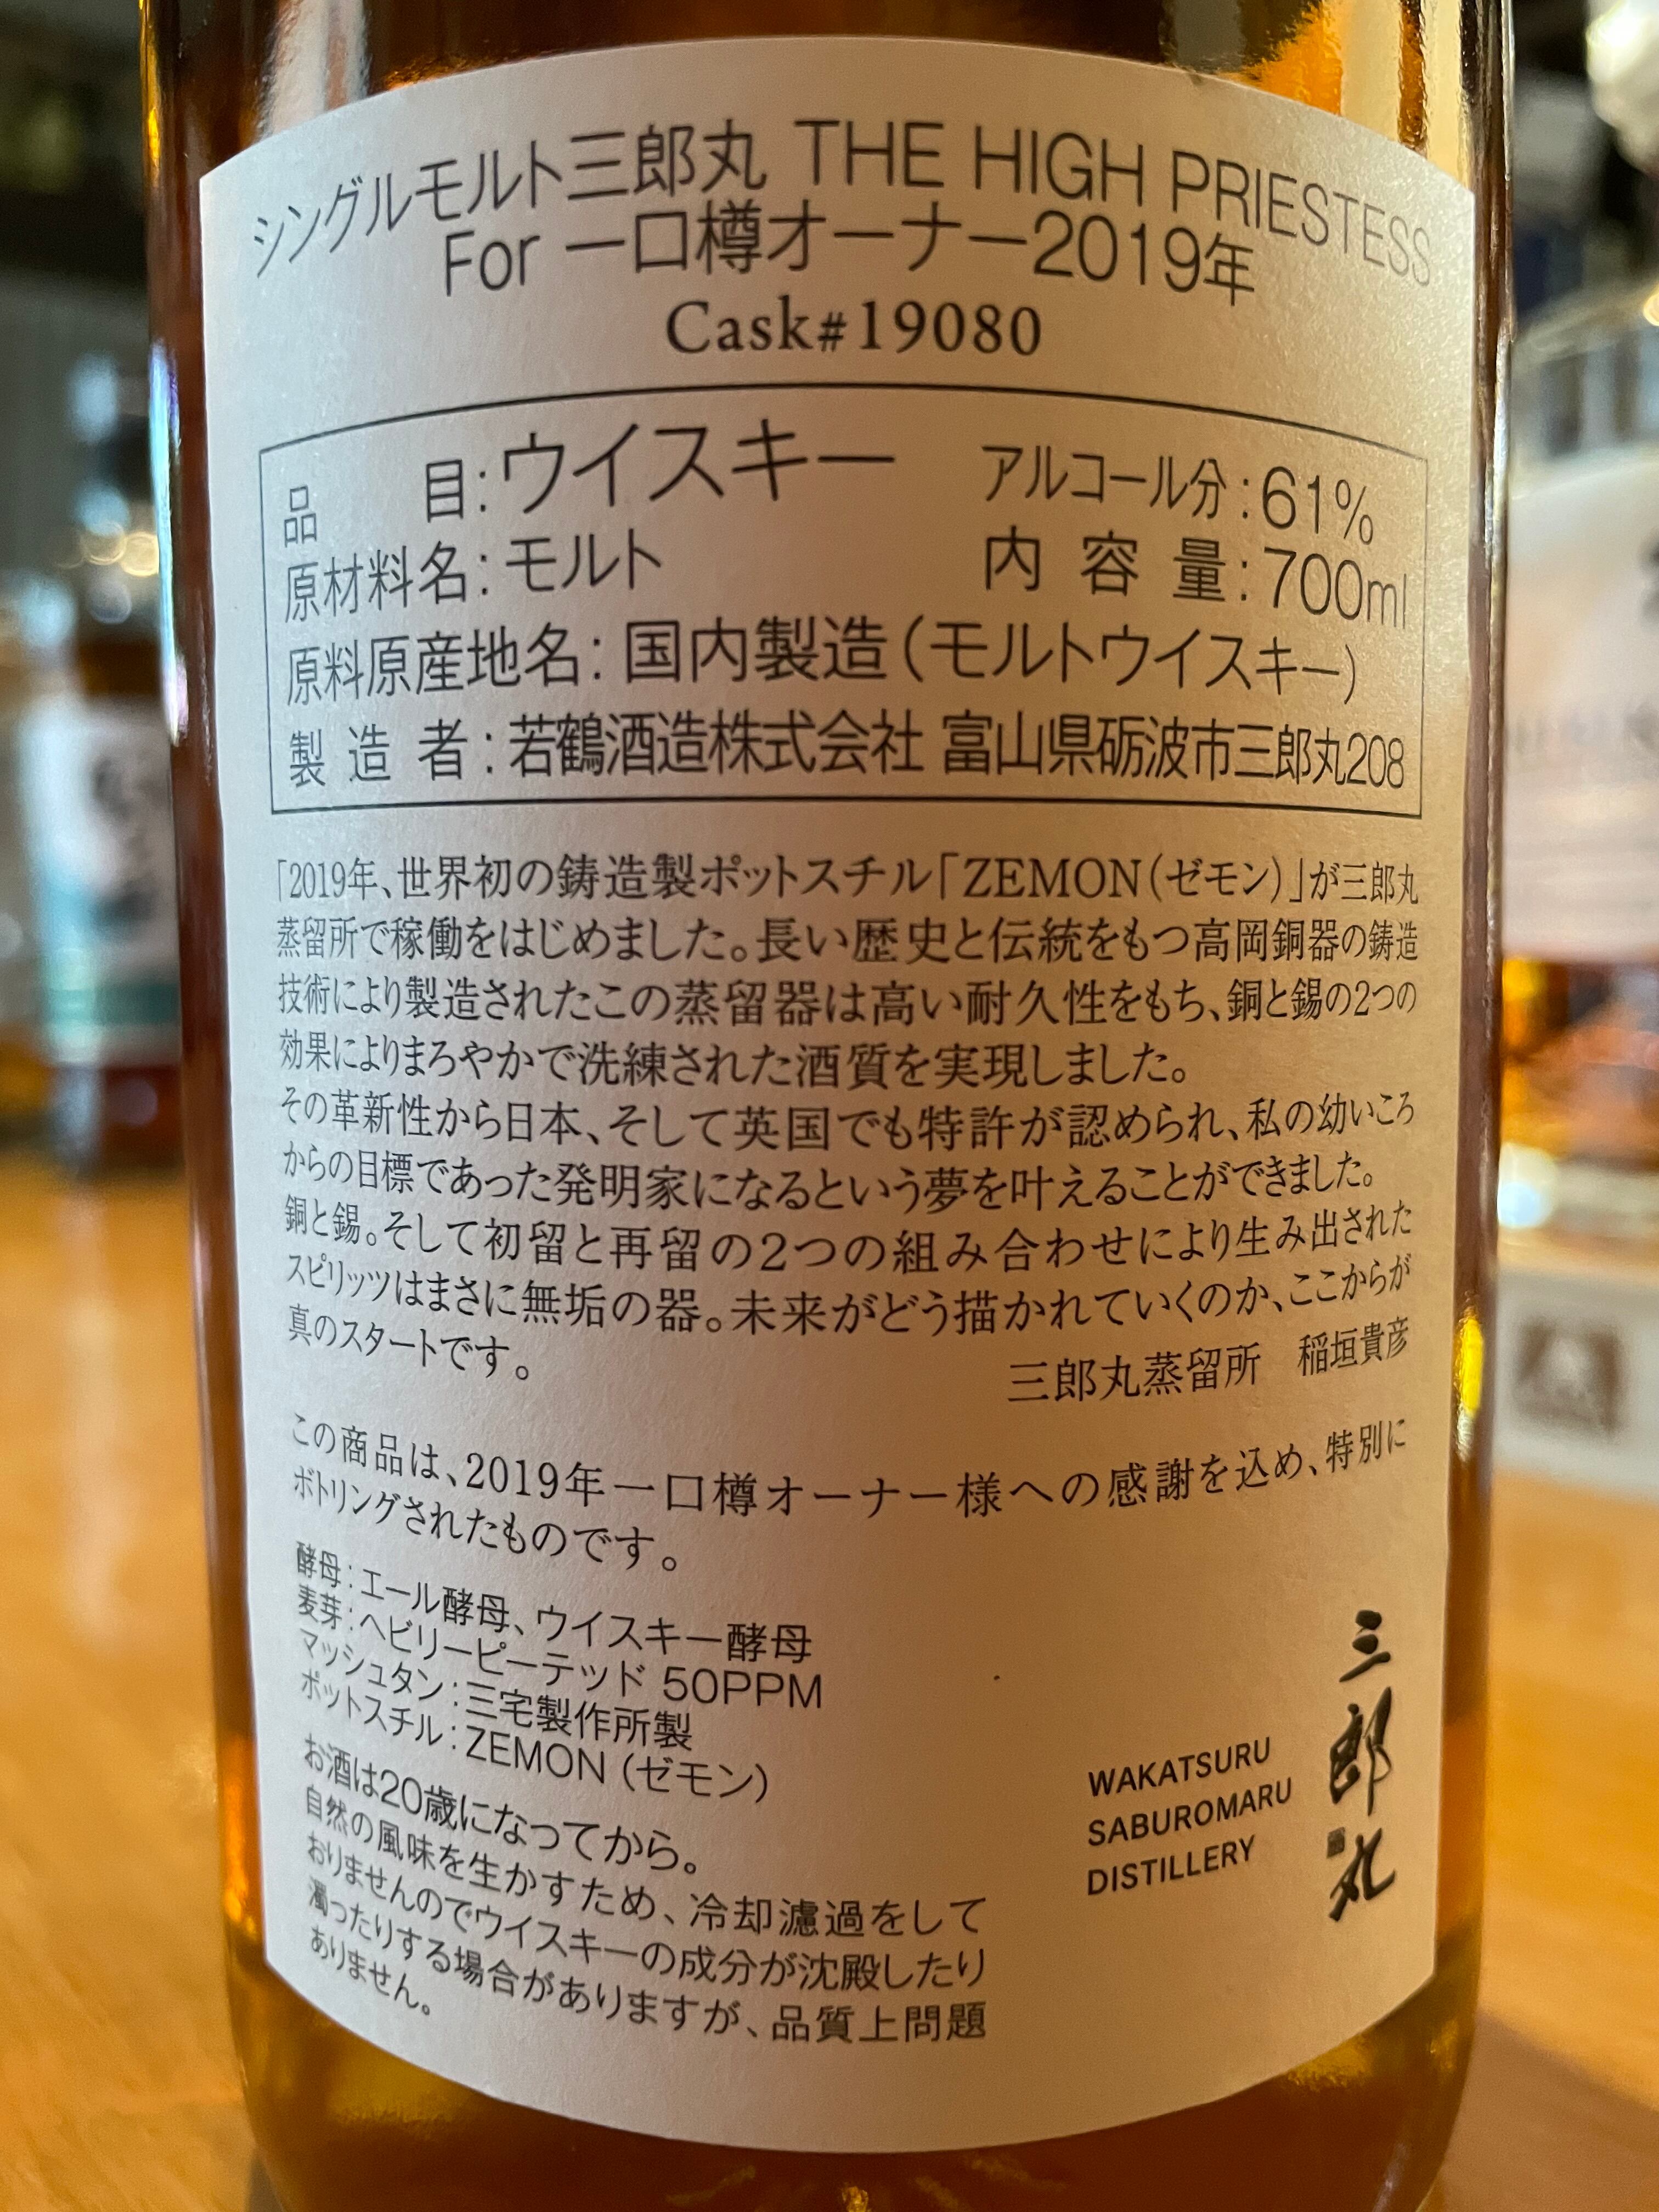 シングルモルト三郎丸 THE HIGH PRIESTESS
For 一口樽オーナー2019年
Cask#19080
品目：ウイスキー アルコール分：61%
原材料名：モルト 内容量：700ml
原料原産地名：国内製造（モルトウイスキー）
製造者：若鶴酒造株式会社 富山県砺波市三郎丸208
「2019年、世界初の鋳造製ポットスチル「ZEMON（ゼモン）」が三郎丸
蒸留所で稼働をはじめました。長い歴史と伝統をもつ高岡銅器の鋳造
技術により製造されたこの蒸留器は高い耐久性をもち、銅と錫の2つの
効果によりまろやかで洗練された酒質を実現しました。
その革新性から日本、そして英国でも特許が認められ、私の幼いころ
からの目標であった発明家になるという夢を叶えることができました。
銅と錫。そして初留と再留の2つの組み合わせにより生み出された
スピリッツはまさに無垢の器。未来がどう描かれていくのか、ここからが
真のスタートです。
三郎丸蒸留所 稲垣貴彦
この商品は、2019年一口樽オーナー様への感謝を込め、特別に
ボトリングされたものです。
酵母：エール酵母、ウイスキー酵母
麦芽：ヘビリーピーテッド 50PPM
マッシュタン：三宅製作所製
ポットスチル：ZEMON（ゼモン）
お酒は20歳になってから。
自然の風味を生かすため、冷却濾過をして
おりませんのでウイスキーの成分が沈殿したり
濁ったりする場合がありますが、品質上問題
ありません。
WAKATSURU
SABUROMARU
DISTILLERY
三郎丸